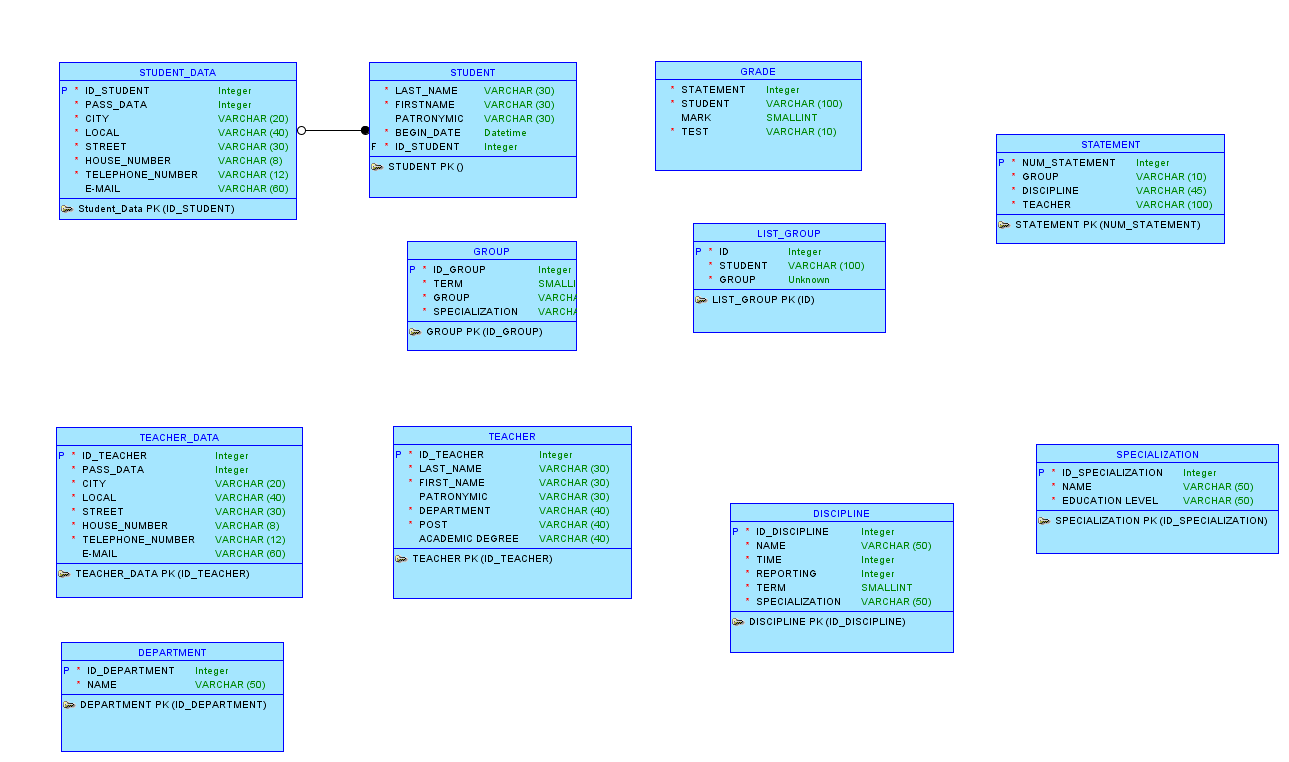 STUDENT_DATA
P * ID_STUDENT Integer
* PASS_DATA Integer
* CITY VARCHAR (20)
* LOCAL VARCHAR (40)
* STREET VARCHAR (30)
* HOUSE_NUMBER VARCHAR (8)
* TELEPHONE_NUMBER VARCHAR (12)
E-MAIL VARCHAR (60)
Student_Data PK (ID_STUDENT)
STUDENT
* LAST_NAME VARCHAR (30)
* FIRSTNAME VARCHAR (30)
PATRONYMIC VARCHAR (30)
* BEGIN_DATE Datetime
F * ID_STUDENT Integer
STUDENT PK ()
GRADE
* STATEMENT Integer
* STUDENT VARCHAR (100)
MARK SMALLINT
* TEST VARCHAR (10)
STATEMENT
P * NUM_STATEMENT Integer
* GROUP VARCHAR (10)
* DISCIPLINE VARCHAR (45)
* TEACHER VARCHAR (100)
STATEMENT PK (NUM_STATEMENT)
GROUP
P * ID_GROUP Integer
* TERM SMALLI
* GROUP VARCHA
* SPECIALIZATION VARCHA
GROUP PK (ID_GROUP)
LIST_GROUP
P * ID Integer
* STUDENT VARCHAR (100)
* GROUP Unknown
LIST_GROUP PK (ID)
TEACHER_DATA
P * ID_TEACHER Integer
* PASS_DATA Integer
* CITY VARCHAR (20)
* LOCAL VARCHAR (40)
* STREET VARCHAR (30)
* HOUSE_NUMBER VARCHAR (8)
* TELEPHONE_NUMBER VARCHAR (12)
E-MAIL VARCHAR (60)
TEACHER_DATA PK (ID_TEACHER)
TEACHER
P * ID_TEACHER Integer
* LAST_NAME VARCHAR (30)
* FIRST_NAME VARCHAR (30)
PATRONYMIC VARCHAR (30)
* DEPARTMENT VARCHAR (40)
* POST VARCHAR (40)
ACADEMIC DEGREE VARCHAR (40)
TEACHER PK (ID_TEACHER)
SPECIALIZATION
P * ID_SPECIALIZATION Integer
* NAME VARCHAR (50)
* EDUCATION LEVEL VARCHAR (50)
SPECIALIZATION PK (ID_SPECIALIZATION)
DISCIPLINE
P * ID_DISCIPLINE Integer
* NAME VARCHAR (50)
* TIME Integer
* REPORTING Integer
* TERM SMALLINT
* SPECIALIZATION VARCHAR (50)
DISCIPLINE PK (ID_DISCIPLINE)
DEPARTMENT
P * ID_DEPARTMENT Integer
* NAME VARCHAR (50)
DEPARTMENT PK (ID_DEPARTMENT)